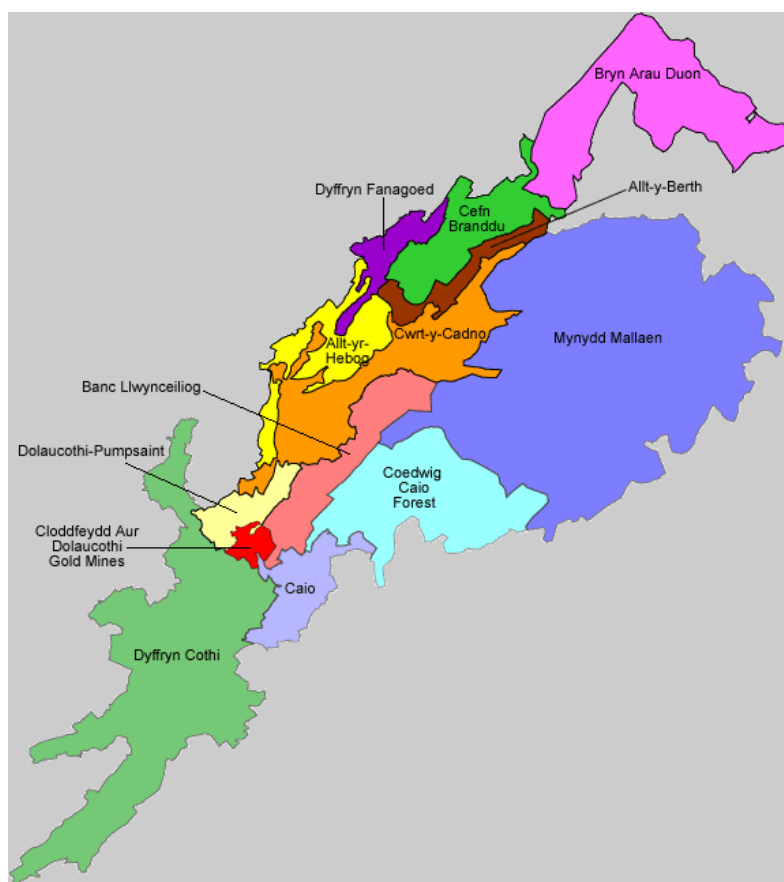 Bryn Arau Duon
Dyffryn Fanagoed
Allt-y-Berth
Cefn
Branddu
Allt-yr-
Hebog
Cwrt-y-Cadno
Mynydd Mallaen
Banc Llwynceiliog
Dolaucothi-Pumpsaint
Coedwig
Caio
Forest
Cloddfeydd Aur
Dolaucothi
Gold Mines
Caio
Dyffryn Cothi